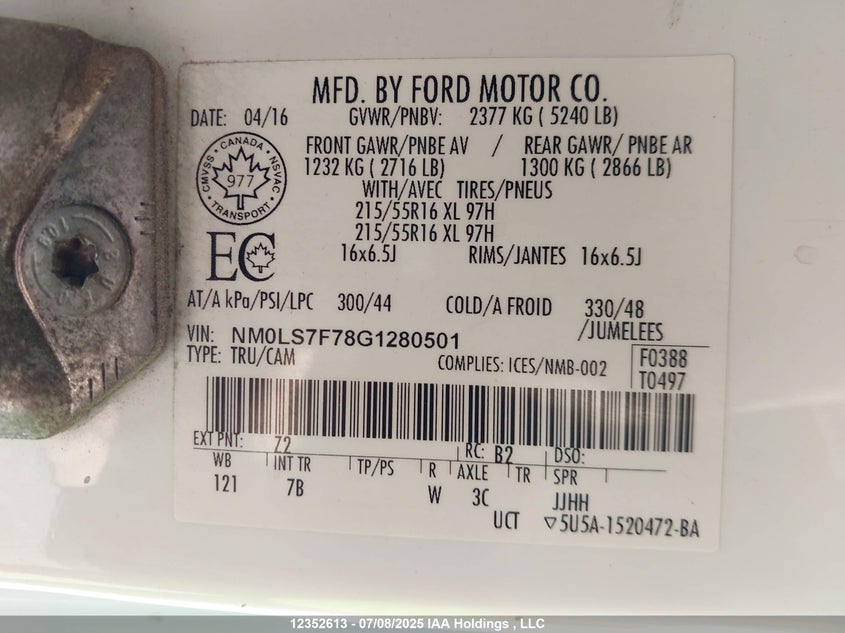 MFD. BY FORD MOTOR CO.
DATE: 04/16 GVWR/PNBV: 2377 KG ( 5240 LB)
FRONT GAWR/PNBE AV / REAR GAWR/ PNBE AR
1232 KG ( 2716 LB) 1300 KG ( 2866 LB)
WITH/AVEC TIRES/PNEUS
215/55R16 XL 97H
215/55R16 XL 97H
16x6.5J RIMS/JANTES 16x6.5J
CANADA
CMVSS NSVAC
977
TRANSPORT
EC
AT/A kPa/PSI/LPC 300/44 COLD/A FROID 330/48
VIN: NM0LS7F78G1280501 /JUMELEES
TYPE: TRU/CAM COMPLIES: ICES/NMB-002 F0388
T0497
EXT PNT: Z2 RC: B2 DSO:
WB INT TR TP/PS R AXLE TR SPR
121 7B W 3C JJHH
UCT ▽5U5A-1520472-BA
12352613 - 07/08/2025 IAA Holdings , LLC